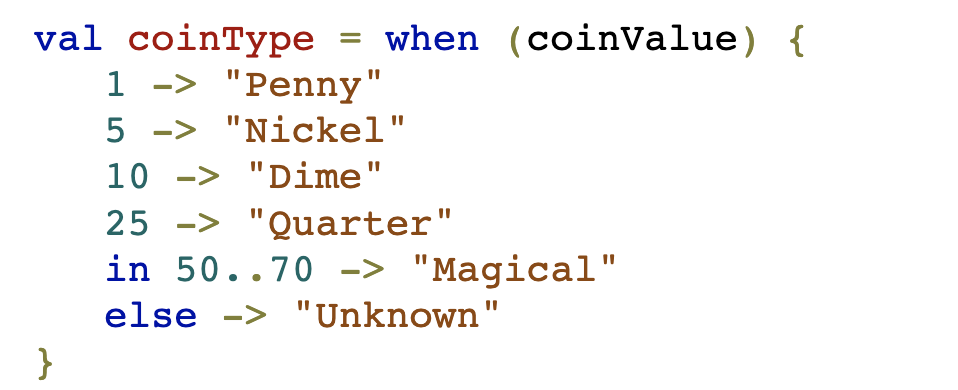 val coinType = when (coinValue) {
1 -> "Penny"
5 -> "Nickel"
10 -> "Dime"
25 -> "Quarter"
in 50..70 -> "Magical"
else -> "Unknown"
}